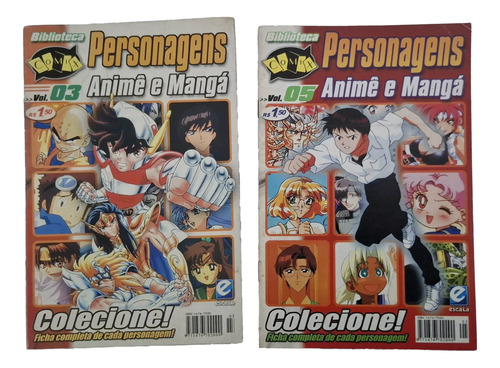 Biblioteca
COMIX
Personagens
Animê e Mangá
>>Vol.03
R$1,50
e
escala
Colecione!
Ficha completa de cada personagem!
Biblioteca
COMIX
Personagens
Animê e Mangá
>>Vol.05
R$1,50
e
escala
Colecione!
Ficha completa de cada personagem!